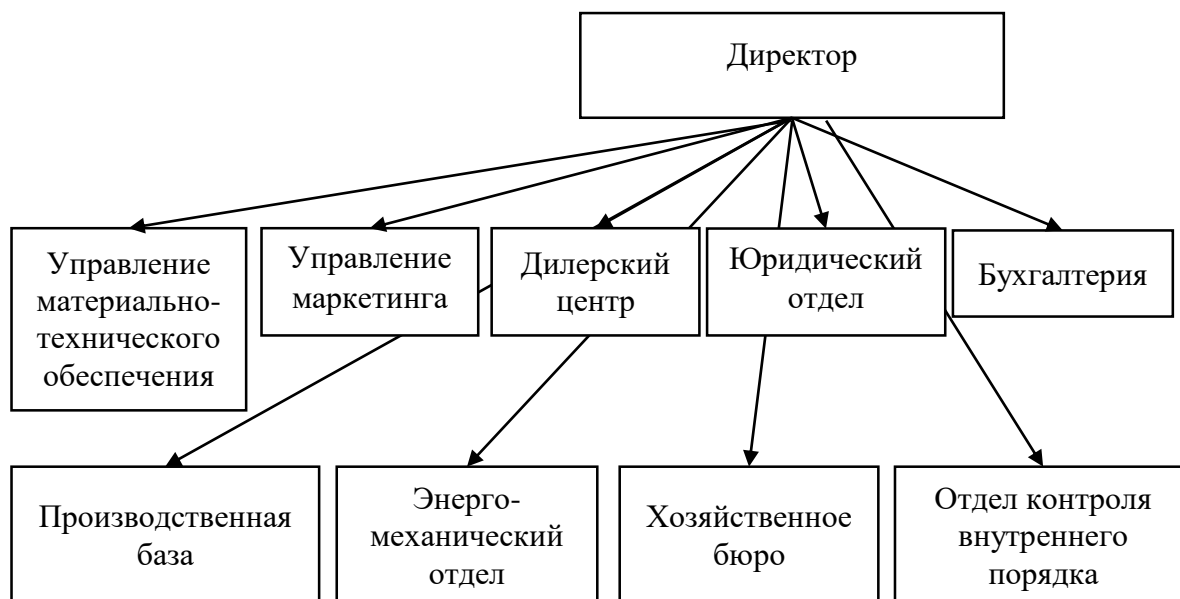 Директор
Управление
материально-
технического
обеспечения
Управление
маркетинга
Дилерский
центр
Юридический
отдел
Бухгалтерия
Производственная
база
Энерго-
механический
отдел
Хозяйственное
бюро
Отдел контроля
внутреннего
порядка